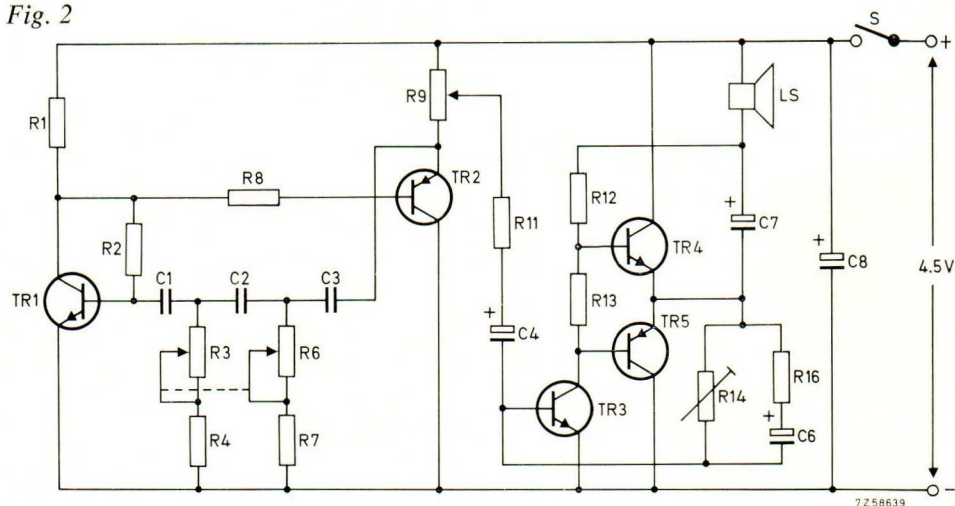 Fig. 2
S
+
R9
LS
R1
TR2
R8
R12
R11
+
C7
R2
TR4
+
C8
4.5V
C1
C2
C3
TR1
R13
TR5
+
C4
R3
R6
R16
R14
TR3
+
C6
R4
R7
−
7Z58639